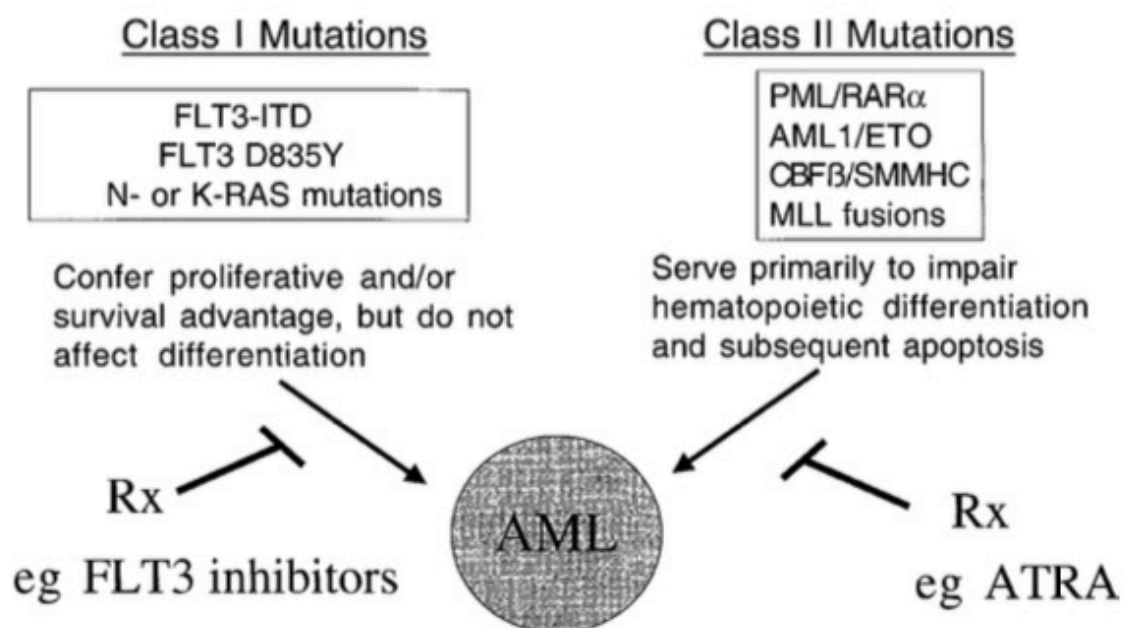 Class I Mutations
FLT3-ITD
FLT3 D835Y
N- or K-RAS mutations
Confer proliferative and/or
survival advantage, but do not
affect differentiation
Rx
eg FLT3 inhibitors
Class II Mutations
PML/RARα
AML1/ETO
CBFß/SMMHC
MLL fusions
Serve primarily to impair
hematopoietic differentiation
and subsequent apoptosis
Rx
eg ATRA
AML